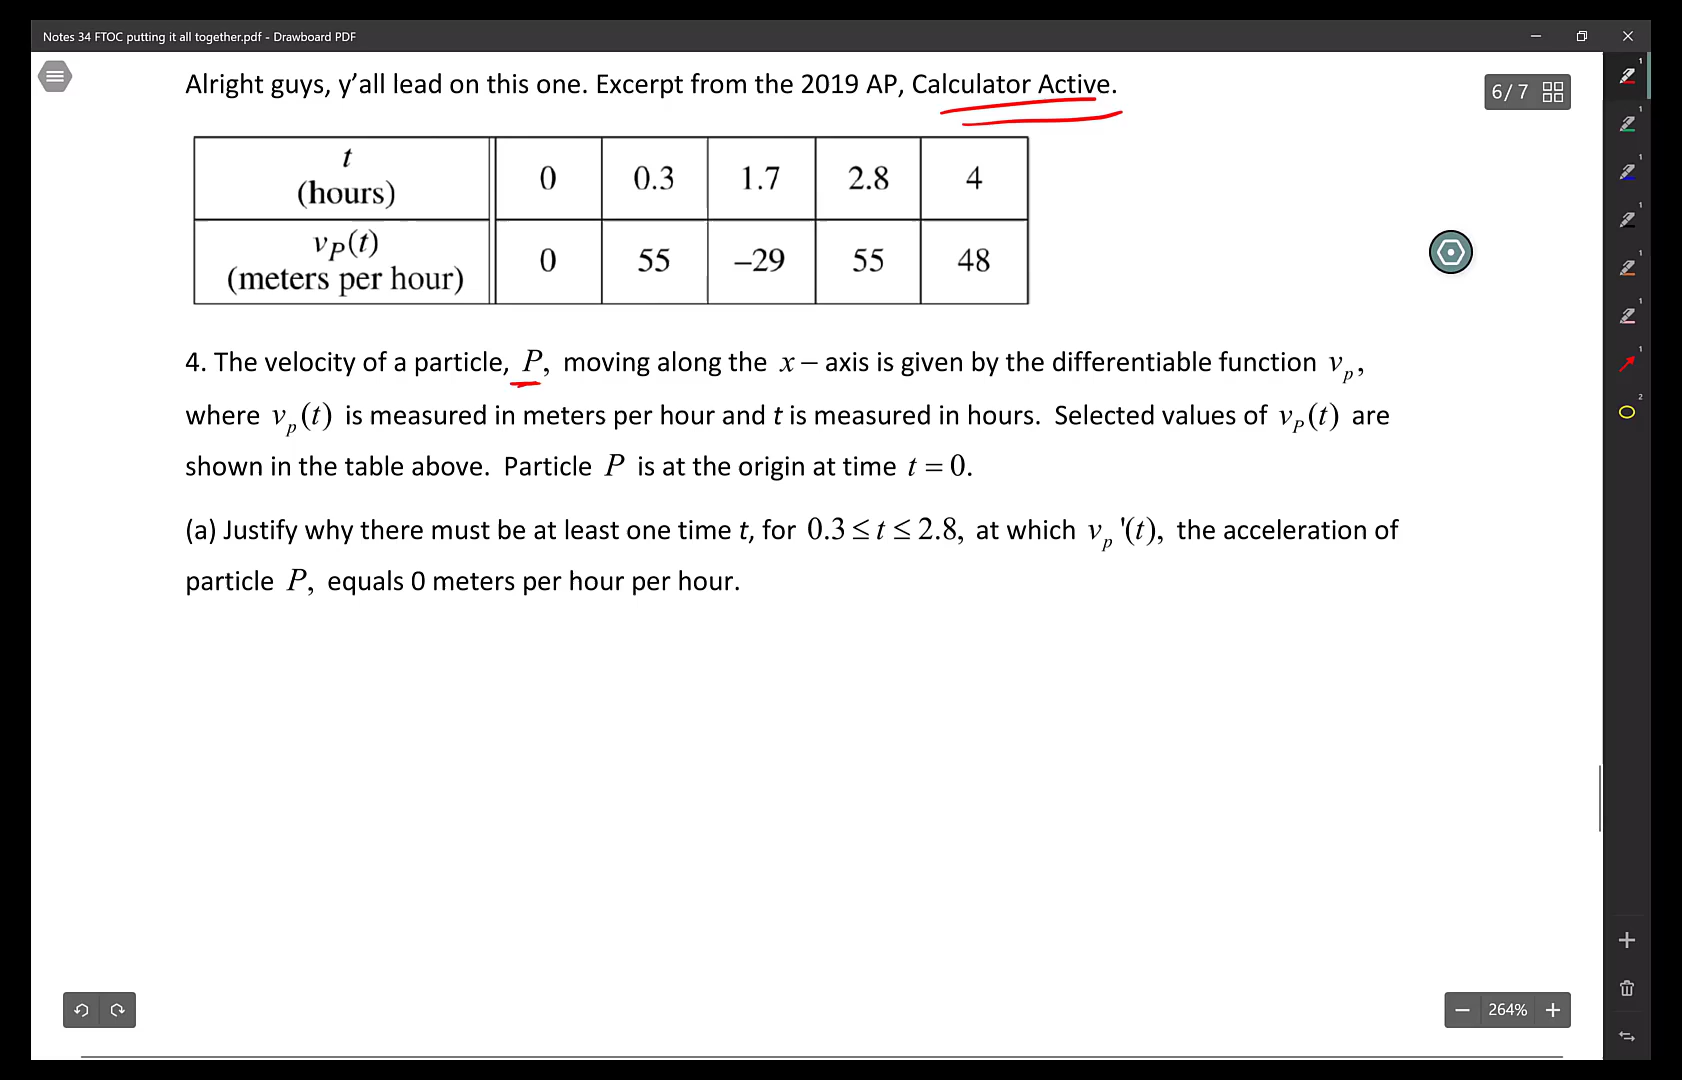 Notes 34 FTOC putting it all together.pdf - Drawboard PDF
Alright guys, y'all lead on this one. Excerpt from the 2019 AP, Calculator Active.
6 / 7
t (hours) 0 0.3 1.7 2.8 4
v_P(t) (meters per hour) 0 55 –29 55 48
4. The velocity of a particle, P, moving along the x – axis is given by the differentiable function v_p,
where v_p(t) is measured in meters per hour and t is measured in hours. Selected values of v_P(t) are
shown in the table above. Particle P is at the origin at time t = 0.
(a) Justify why there must be at least one time t, for 0.3 ≤ t ≤ 2.8, at which v_p'(t), the acceleration of
particle P, equals 0 meters per hour per hour.
264%